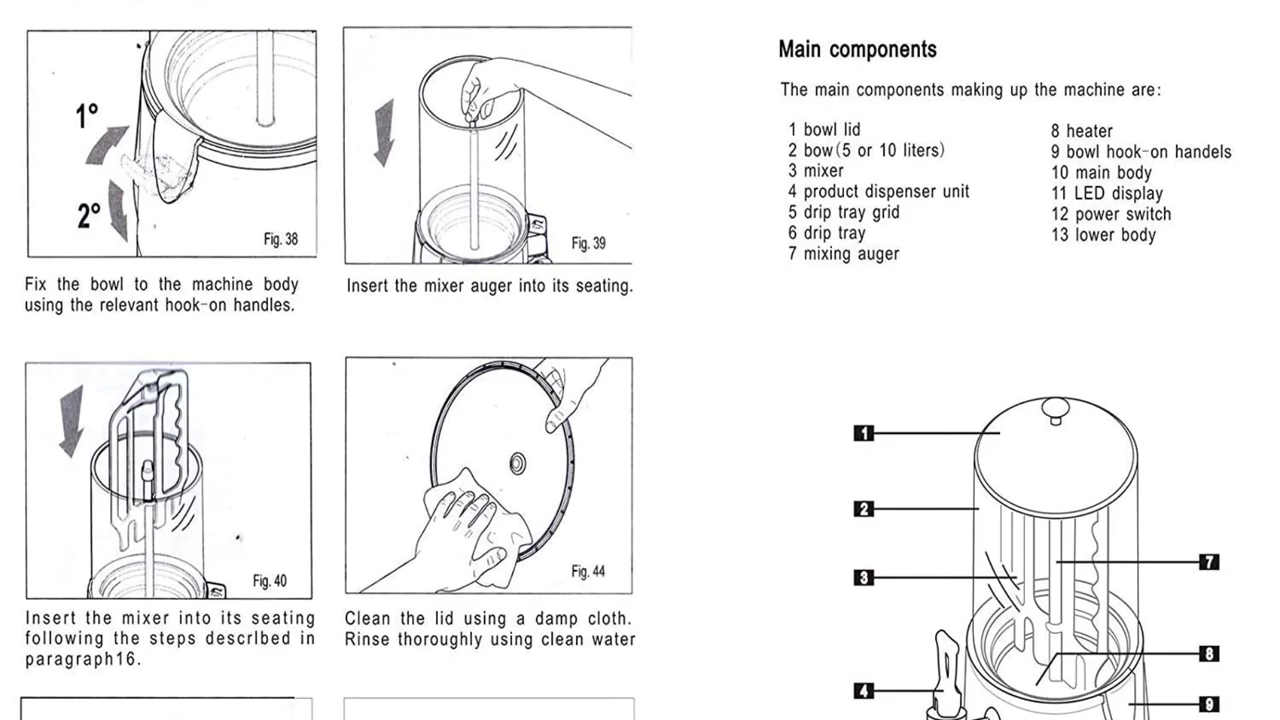 1°
2°
Fig. 38
Fix the bowl to the machine body
using the relevant hook-on handles.
Fig. 39
Insert the mixer auger into its seating.
Fig. 40
Insert the mixer into its seating
following the steps descrlbed in
paragraph16.
Fig. 44
Clean the lid using a damp cloth.
Rinse thoroughly using clean water
Main components
The main components making up the machine are:
1 bowl lid
2 bow(5 or 10 liters)
3 mixer
4 product dispenser unit
5 drip tray grid
6 drip tray
7 mixing auger
8 heater
9 bowl hook-on handels
10 main body
11 LED display
12 power switch
13 lower body
1
2
3
4
7
8
9